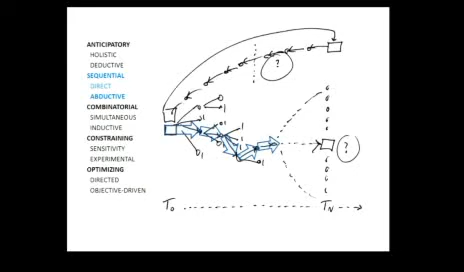 ANTICIPATORY
HOLISTIC
DEDUCTIVE
SEQUENTIAL
DIRECT
ABDUCTIVE
COMBINATORIAL
SIMULTANEOUS
INDUCTIVE
CONSTRAINING
SENSITIVITY
EXPERIMENTAL
OPTIMIZING
DIRECTED
OBJECTIVE-DRIVEN
?
?
T0
TN